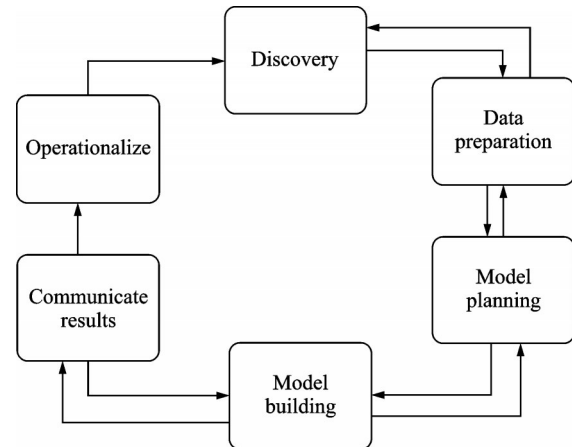 Discovery
Data
preparation
Model
planning
Model
building
Communicate
results
Operationalize